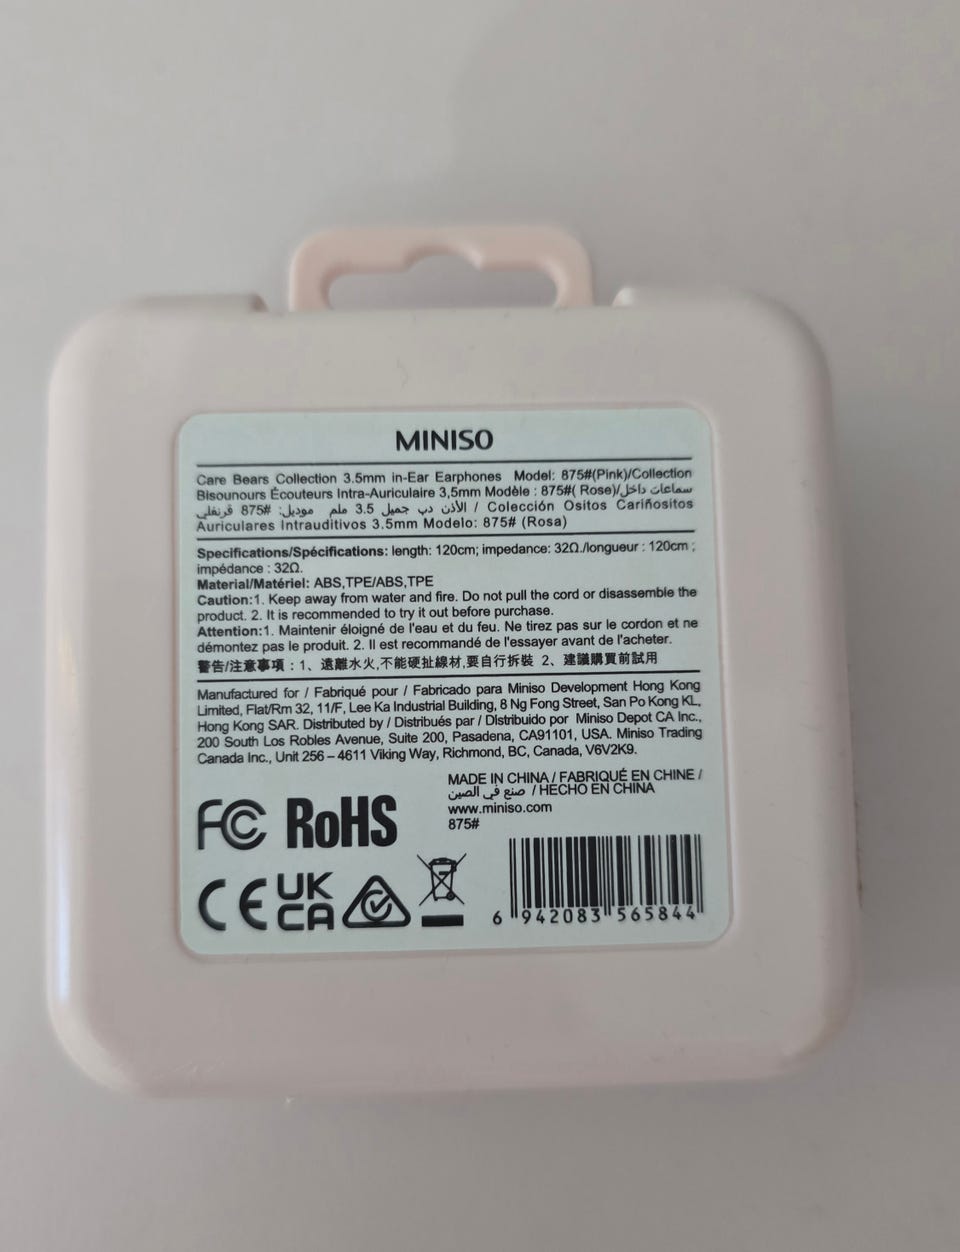 MINISO
Care Bears Collection 3.5mm in-Ear Earphones Model: 875#(Pink)/Collection
Bisounours Écouteurs Intra-Auriculaire 3,5mm Modèle : 875#( Rose)/سماعات داخل
الأذن دب جميل 3.5 ملم موديل: #875 قرنفلي / Colección Ositos Cariñositos
Auriculares Intrauditivos 3.5mm Modelo: 875# (Rosa)
Specifications/Spécifications: length: 120cm; impedance: 32Ω./longueur : 120cm ;
impédance : 32Ω.
Material/Matériel: ABS,TPE/ABS,TPE
Caution:1. Keep away from water and fire. Do not pull the cord or disassemble the
product. 2. It is recommended to try it out before purchase.
Attention:1. Maintenir éloigné de l'eau et du feu. Ne tirez pas sur le cordon et ne
démontez pas le produit. 2. Il est recommandé de l'essayer avant de l'acheter.
警告/注意事項：1、遠離水火,不能硬扯線材,要自行拆裝 2、建議購買前試用
Manufactured for / Fabriqué pour / Fabricado para Miniso Development Hong Kong
Limited, Flat/Rm 32, 11/F, Lee Ka Industrial Building, 8 Ng Fong Street, San Po Kong KL,
Hong Kong SAR. Distributed by / Distribués par / DIstribuido por Miniso Depot CA Inc.,
200 South Los Robles Avenue, Suite 200, Pasadena, CA91101, USA. Miniso Trading
Canada Inc., Unit 256 – 4611 Viking Way, Richmond, BC, Canada, V6V2K9.
MADE IN CHINA / FABRIQUÉ EN CHINE /
صنع في الصين / HECHO EN CHINA
www.miniso.com
875#
FC RoHS
CE UK
CA
6 942083 565844